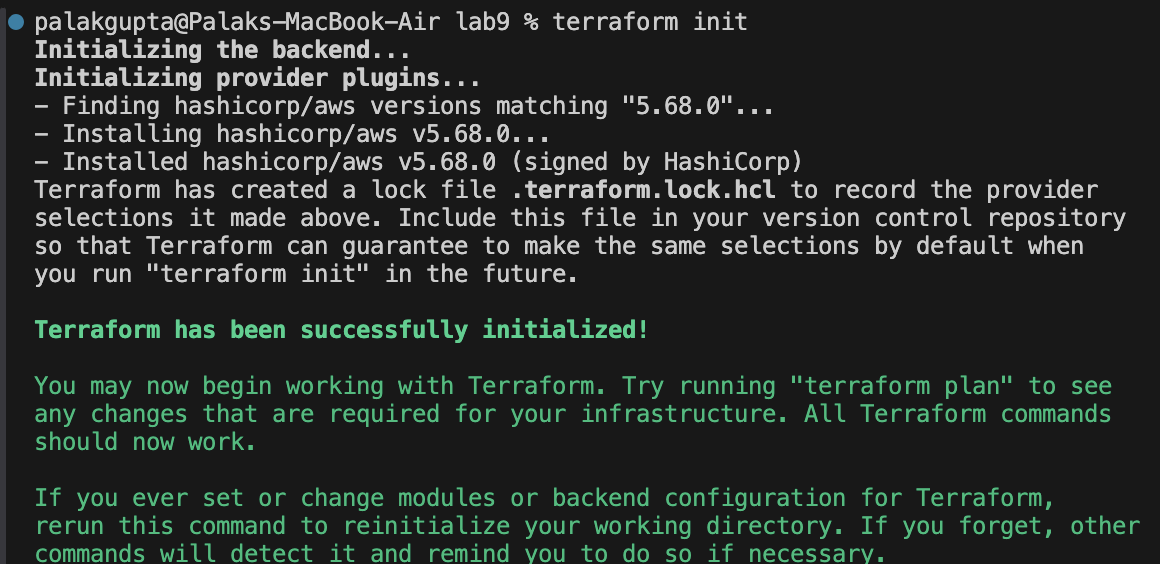 palakgupta@Palaks-MacBook-Air lab9 % terraform init
Initializing the backend...
Initializing provider plugins...
- Finding hashicorp/aws versions matching "5.68.0"...
- Installing hashicorp/aws v5.68.0...
- Installed hashicorp/aws v5.68.0 (signed by HashiCorp)
Terraform has created a lock file .terraform.lock.hcl to record the provider
selections it made above. Include this file in your version control repository
so that Terraform can guarantee to make the same selections by default when
you run "terraform init" in the future.
Terraform has been successfully initialized!
You may now begin working with Terraform. Try running "terraform plan" to see
any changes that are required for your infrastructure. All Terraform commands
should now work.
If you ever set or change modules or backend configuration for Terraform,
rerun this command to reinitialize your working directory. If you forget, other
commands will detect it and remind you to do so if necessary.